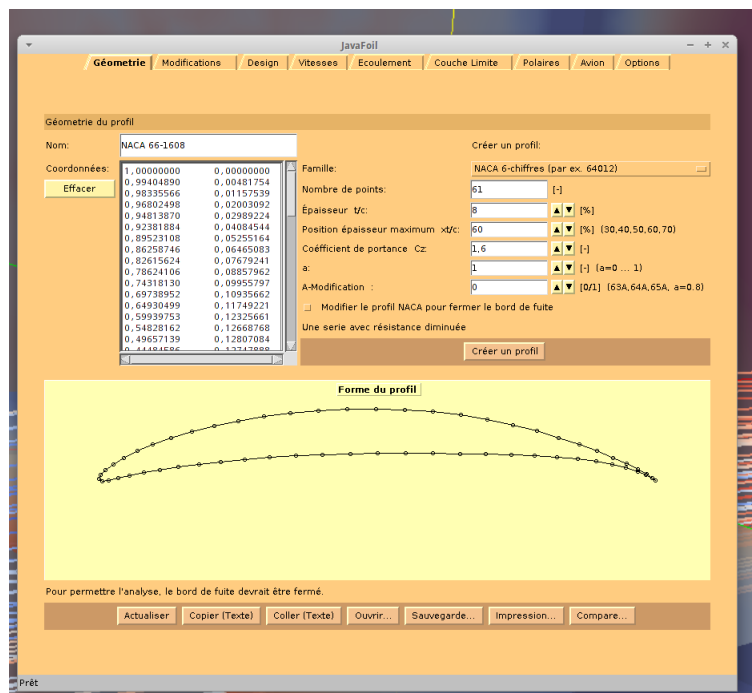 JavaFoil
Géometrie Modifications Design Vitesses Ecoulement Couche Limite Polaires Avion Options
Géometrie du profil
Nom: NACA 66-1608 Créer un profil:
Coordonnées:
Effacer
1,00000000 0,00000000
0,99404890 0,00481754
0,98335566 0,01157539
0,96802498 0,02003092
0,94813870 0,02989224
0,92381884 0,04084544
0,89523108 0,05255164
0,86258746 0,06465083
0,82615624 0,07679241
0,78624106 0,08857962
0,74318130 0,09955797
0,69738952 0,10935662
0,64930499 0,11749221
0,59939753 0,12325661
0,54828162 0,12668768
0,49657139 0,12807084
0,44484586 0,12747888
Famille: NACA 6-chiffres (par ex. 64012)
Nombre de points: 61 [-]
Épaisseur t/c: 8 [%]
Position épaisseur maximum xt/c: 60 [%] (30,40,50,60,70)
Coéfficient de portance Cz: 1,6 [-]
a: 1 [-] (a=0 ... 1)
A-Modification : 0 [0/1] (63A,64A,65A, a=0.8)
Modifier le profil NACA pour fermer le bord de fuite
Une serie avec résistance diminuée
Créer un profil
Forme du profil
Pour permettre l'analyse, le bord de fuite devrait être fermé.
Actualiser Copier (Texte) Coller (Texte) Ouvrir... Sauvegarde... Impression... Compare...
Prêt